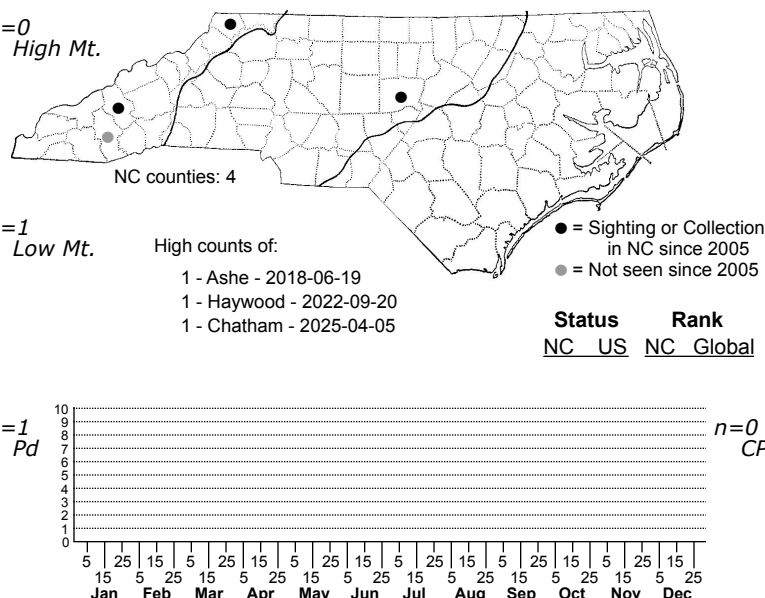 =0
High Mt.
NC counties: 4
=1
Low Mt.
High counts of:
1 - Ashe - 2018-06-19
1 - Haywood - 2022-09-20
1 - Chatham - 2025-04-05
● = Sighting or Collection
in NC since 2005
● = Not seen since 2005
Status Rank
NC US NC Global
=1
Pd
n=0
CP
10
9
8
7
6
5
4
3
2
1
0
5 25 15 5 25 15 5 25 15 5 25 15 5 25 15 5 25 15
15 5 25 15 5 25 15 5 25 15 5 25 15 5 25 15 5 25
Jan Feb Mar Apr May Jun Jul Aug Sep Oct Nov Dec